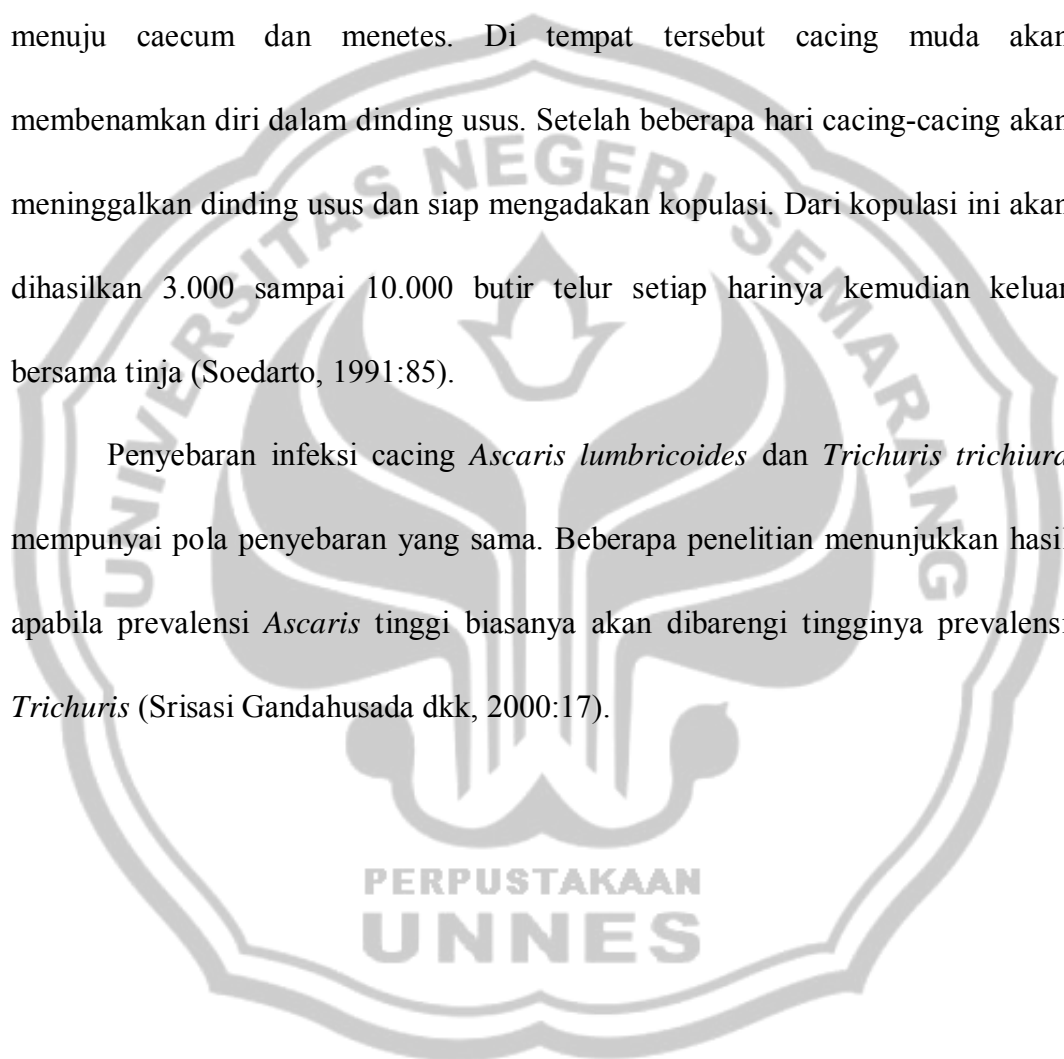 menuju caecum dan menetes. Di tempat tersebut cacing muda akan
membenamkan diri dalam dinding usus. Setelah beberapa hari cacing-cacing akan
meninggalkan dinding usus dan siap mengadakan kopulasi. Dari kopulasi ini akan
dihasilkan 3.000 sampai 10.000 butir telur setiap harinya kemudian keluar
bersama tinja (Soedarto, 1991:85).
Penyebaran infeksi cacing Ascaris lumbricoides dan Trichuris trichiura
mempunyai pola penyebaran yang sama. Beberapa penelitian menunjukkan hasil
apabila prevalensi Ascaris tinggi biasanya akan dibarengi tingginya prevalensi
Trichuris (Srisasi Gandahusada dkk, 2000:17).
UNIVERSITAS NEGERI SEMARANG
PERPUSTAKAAN
UNNES